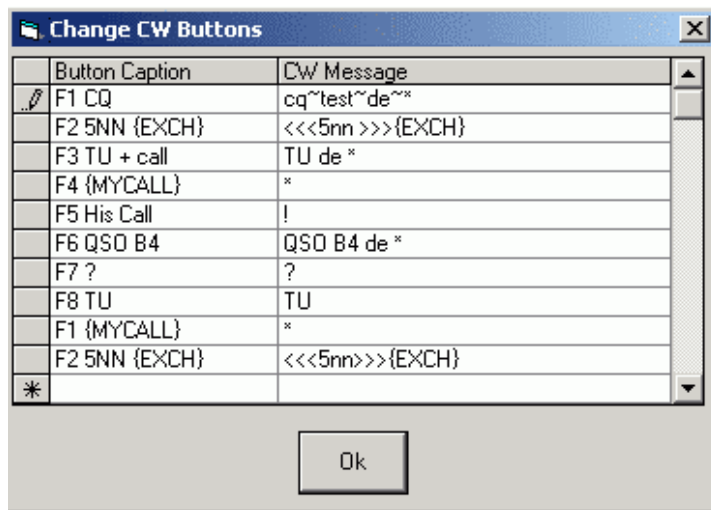 Change CW Buttons
Button Caption CW Message
F1 CQ cq~test~de~*
F2 5NN {EXCH} <<<5nn >>>{EXCH}
F3 TU + call TU de *
F4 {MYCALL} *
F5 His Call !
F6 QSO B4 QSO B4 de *
F7 ? ?
F8 TU TU
F1 {MYCALL} *
F2 5NN {EXCH} <<<5nn>>>{EXCH}
Ok